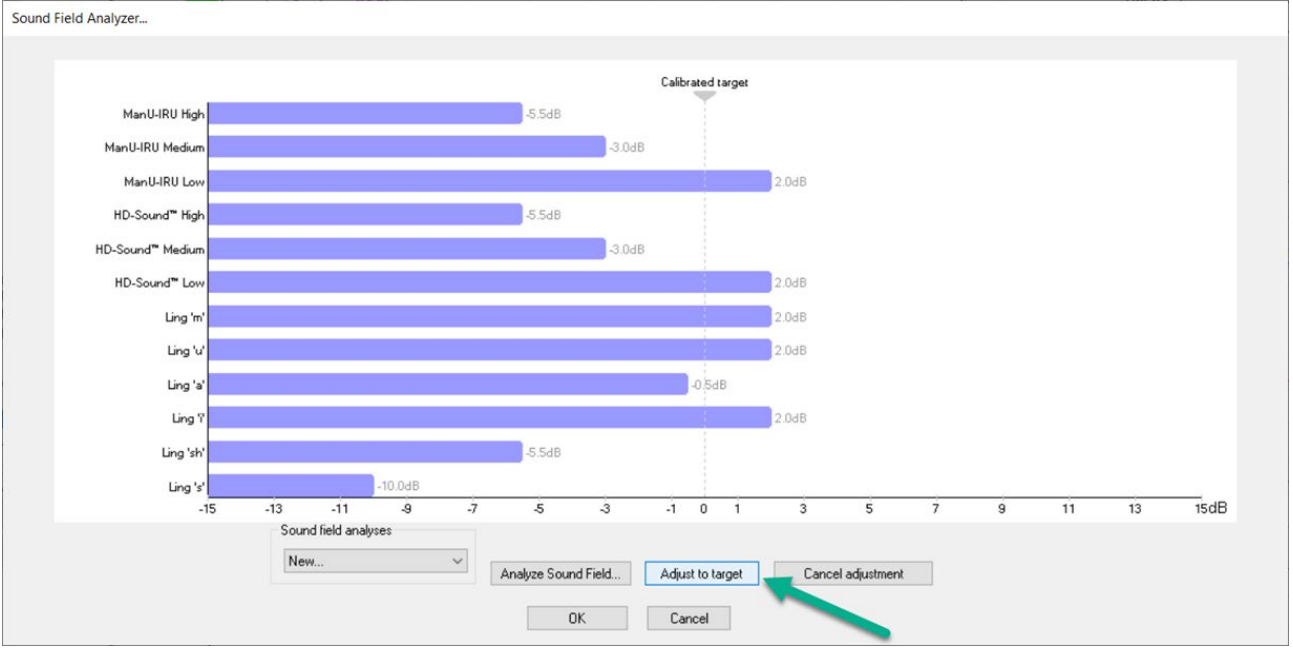 Sound Field Analyzer...
Calibrated target
ManU-IRU High -5.5dB
ManU-IRU Medium -3.0dB
ManU-IRU Low 2.0dB
HD-Sound™ High -5.5dB
HD-Sound™ Medium -3.0dB
HD-Sound™ Low 2.0dB
Ling 'm' 2.0dB
Ling 'u' 2.0dB
Ling 'a' -0.5dB
Ling 'i' 2.0dB
Ling 'sh' -5.5dB
Ling 's' -10.0dB
-15 -13 -11 -9 -7 -5 -3 -1 0 1 3 5 7 9 11 13 15dB
Sound field analyses
New...
Analyze Sound Field... Adjust to target Cancel adjustment
OK Cancel